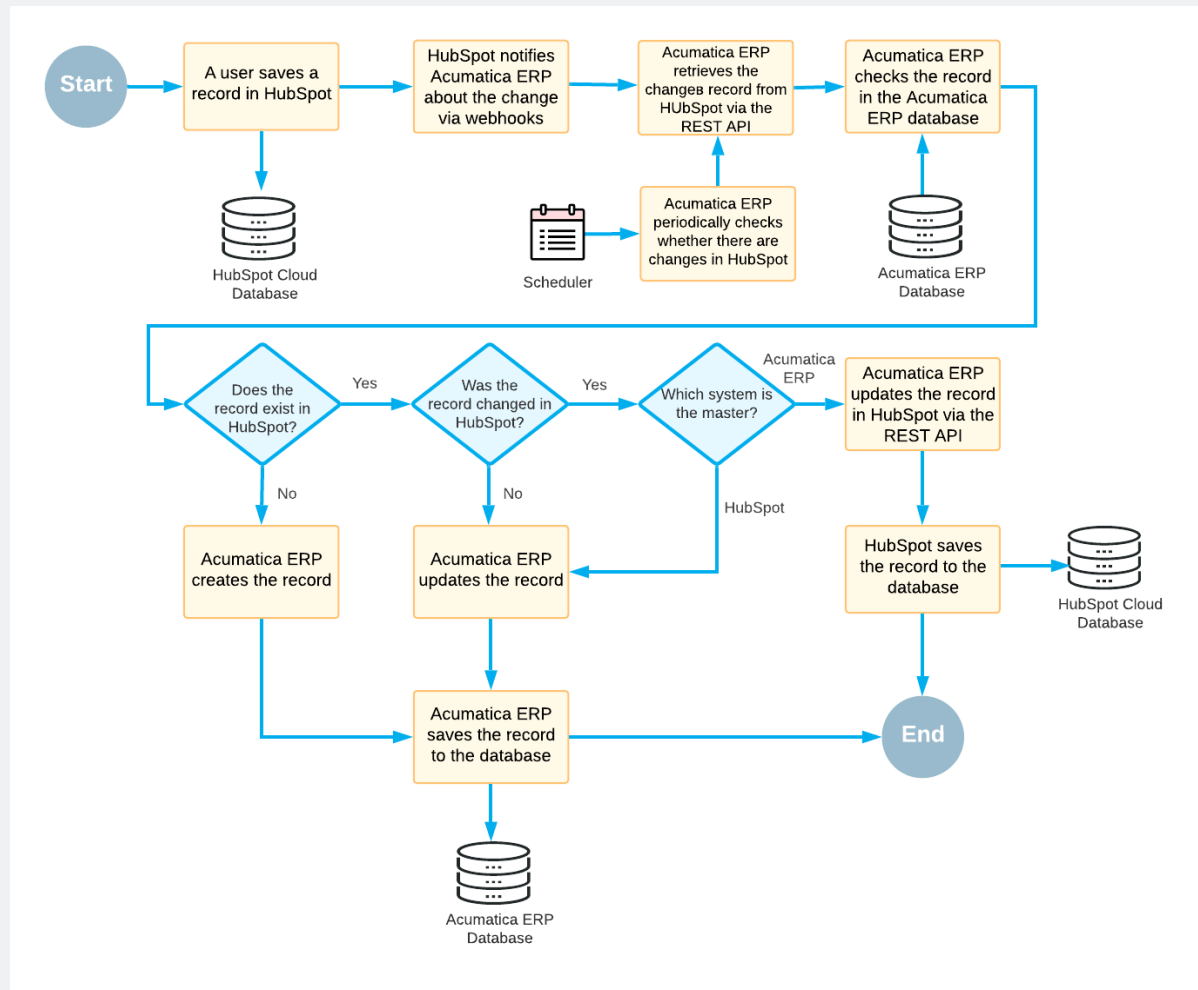 Start
A user saves a
record in HubSpot
HubSpot notifies
Acumatica ERP
about the change
via webhooks
Acumatica ERP
retrieves the
changeв record from
HUbSpot via the
REST API
Acumatica ERP
checks the record
in the Acumatica
ERP database
HubSpot Cloud
Database
Scheduler
Acumatica ERP
periodically checks
whether there are
changes in HubSpot
Acumatica ERP
Database
Does the
record exist in
HubSpot?
Yes
Was the
record changed in
HubSpot?
Yes
Which system is
the master?
Acumatica
ERP
Acumatica ERP
updates the record
in HubSpot via the
REST API
No
No
HubSpot
Acumatica ERP
creates the record
Acumatica ERP
updates the record
HubSpot saves
the record to the
database
HubSpot Cloud
Database
Acumatica ERP
saves the record
to the database
End
Acumatica ERP
Database